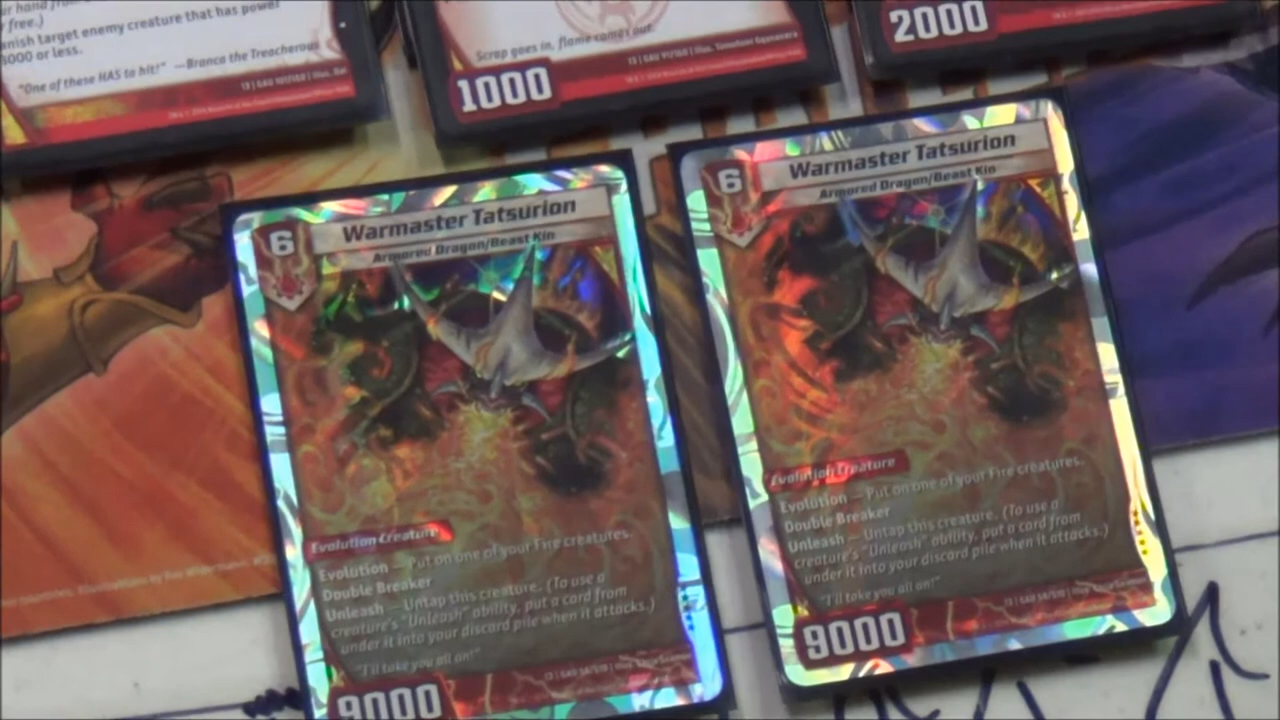 your hand from
free.)
anish target enemy creature that has power
3000 or less.
"One of these HAS to hit!" —Branca the Treacherous
Scrap goes in, flame comes out.
1000
2000
6
Warmaster Tatsurion
Armored Dragon/Beast Kin
Evolution Creature
Evolution — Put on one of your Fire creatures.
Double Breaker
Unleash — Untap this creature. (To use a
creature's "Unleash" ability, put a card from
under it into your discard pile when it attacks.)
"I'll take you all on!"
9000
6
Warmaster Tatsurion
Armored Dragon/Beast Kin
Evolution Creature
Evolution — Put on one of your Fire creatures.
Double Breaker
Unleash — Untap this creature. (To use a
creature's "Unleash" ability, put a card from
under it into your discard pile when it attacks.)
"I'll take you all on!"
9000